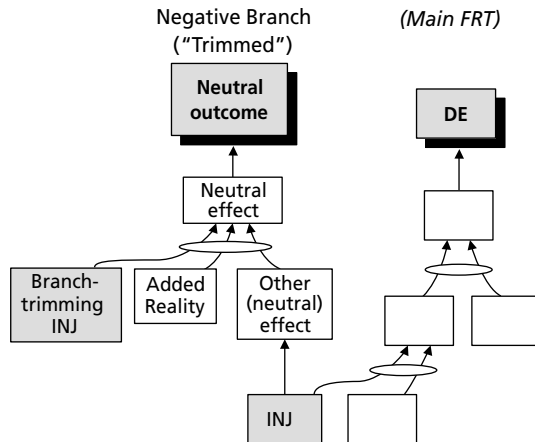 Negative Branch
(“Trimmed”)
(Main FRT)
Neutral
outcome
DE
Neutral
effect
Branch-
trimming
INJ
Added
Reality
Other
(neutral)
effect
INJ